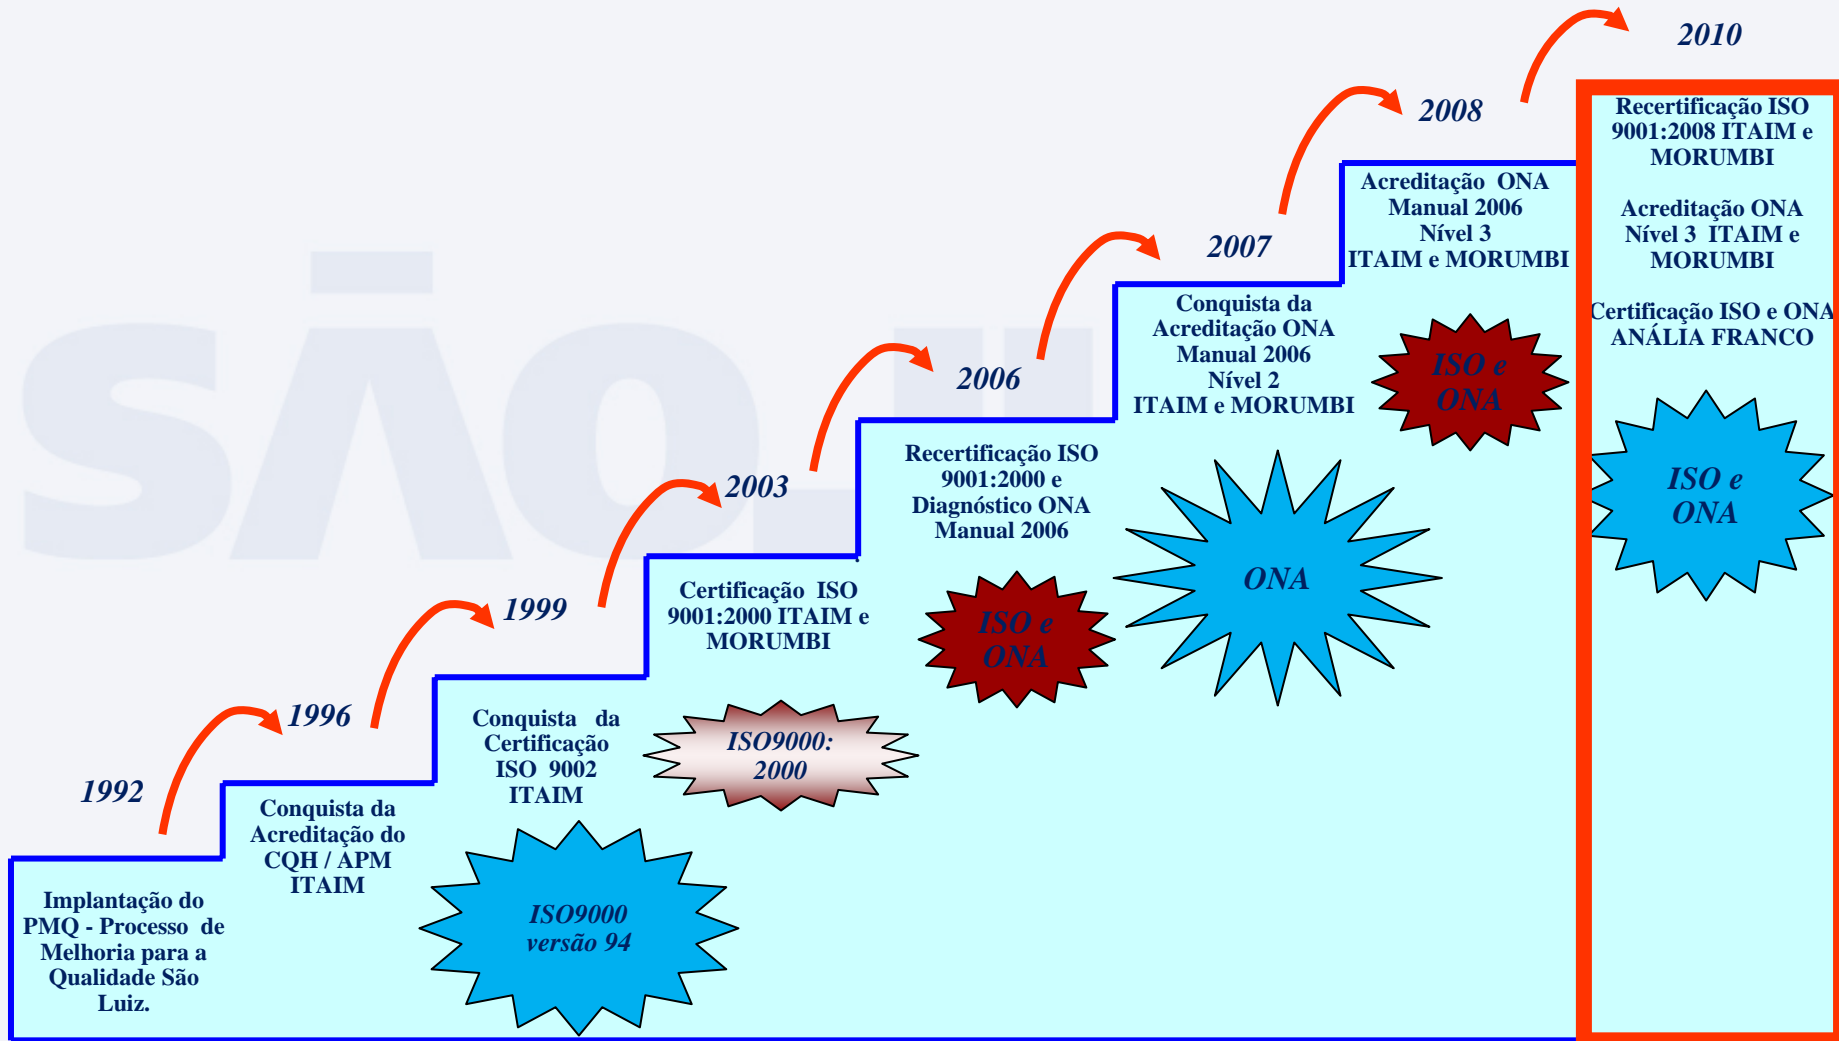 1992
Implantação do
PMQ - Processo de
Melhoria para a
Qualidade São
Luiz.
1996
Conquista da
Acreditação do
CQH / APM
ITAIM
1999
Conquista da
Certificação
ISO 9002
ITAIM
ISO9000
versão 94
2003
Certificação ISO
9001:2000 ITAIM e
MORUMBI
ISO9000:
2000
2006
Recertificação ISO
9001:2000 e
Diagnóstico ONA
Manual 2006
ISO e
ONA
2007
Conquista da
Acreditação ONA
Manual 2006
Nível 2
ITAIM e MORUMBI
ONA
2008
Acreditação ONA
Manual 2006
Nível 3
ITAIM e MORUMBI
ISO e
ONA
2010
Recertificação ISO
9001:2008 ITAIM e
MORUMBI
Acreditação ONA
Nível 3 ITAIM e
MORUMBI
Certificação ISO e ONA
ANÁLIA FRANCO
ISO e
ONA
SÃO